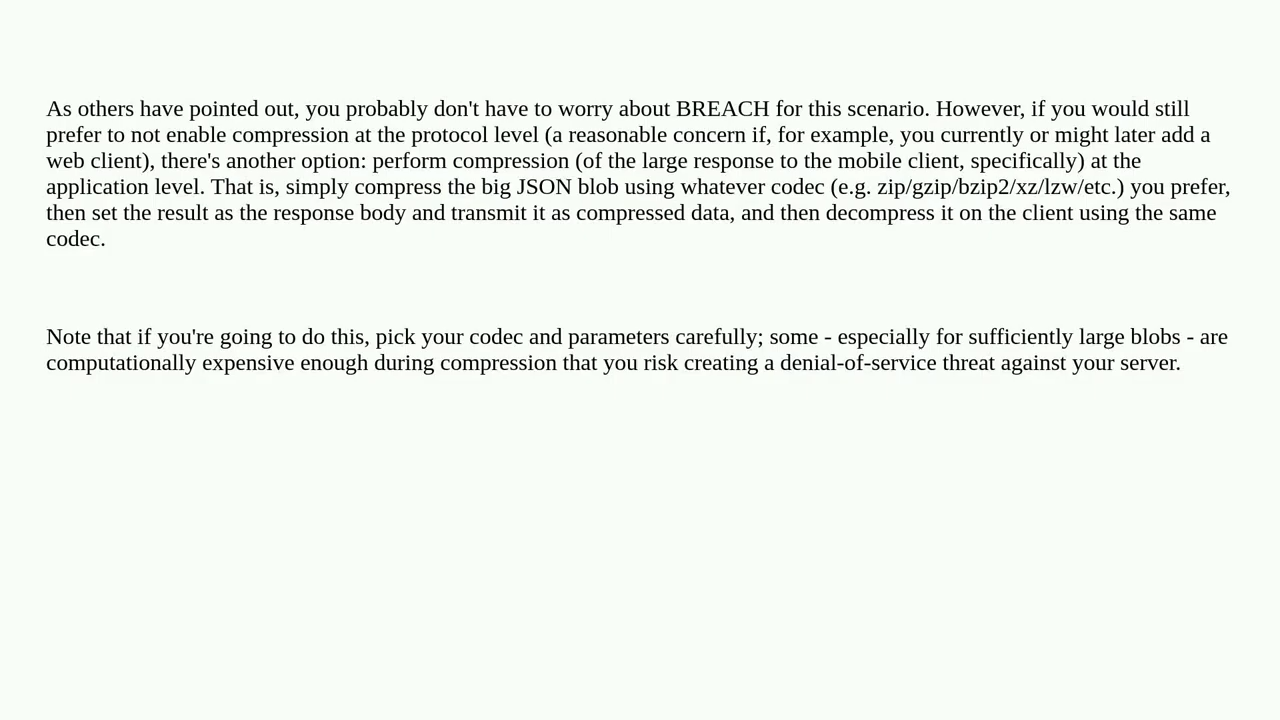 As others have pointed out, you probably don't have to worry about BREACH for this scenario. However, if you would still
prefer to not enable compression at the protocol level (a reasonable concern if, for example, you currently or might later add a
web client), there's another option: perform compression (of the large response to the mobile client, specifically) at the
application level. That is, simply compress the big JSON blob using whatever codec (e.g. zip/gzip/bzip2/xz/lzw/etc.) you prefer,
then set the result as the response body and transmit it as compressed data, and then decompress it on the client using the same
codec.
Note that if you're going to do this, pick your codec and parameters carefully; some - especially for sufficiently large blobs - are
computationally expensive enough during compression that you risk creating a denial-of-service threat against your server.